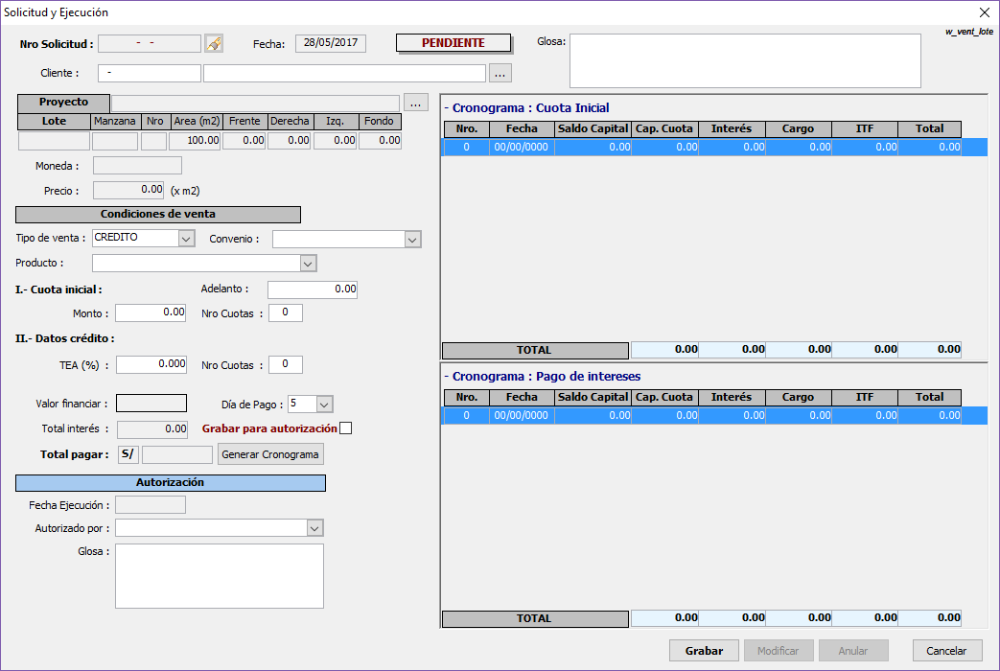 Solicitud y Ejecución
w_vent_lote
Nro Solicitud : - -
Fecha: 28/05/2017
PENDIENTE
Glosa:
Cliente : -
...
Proyecto
...
Lote Manzana Nro Area (m2) Frente Derecha Izq. Fondo
100.00 0.00 0.00 0.00 0.00
Moneda :
Precio : 0.00 (x m2)
Condiciones de venta
Tipo de venta : CREDITO Convenio :
Producto :
I.- Cuota inicial : Adelanto : 0.00
Monto : 0.00 Nro Cuotas : 0
II.- Datos crédito :
TEA (%) : 0.000 Nro Cuotas : 0
Valor financiar : Día de Pago : 5
Total interés : 0.00 Grabar para autorización
Total pagar : S/ Generar Cronograma
Autorización
Fecha Ejecución :
Autorizado por :
Glosa :
- Cronograma : Cuota Inicial
Nro. Fecha Saldo Capital Cap. Cuota Interés Cargo ITF Total
0 00/00/0000 0.00 0.00 0.00 0.00 0.00 0.00
TOTAL 0.00 0.00 0.00 0.00 0.00
- Cronograma : Pago de intereses
Nro. Fecha Saldo Capital Cap. Cuota Interés Cargo ITF Total
0 00/00/0000 0.00 0.00 0.00 0.00 0.00 0.00
TOTAL 0.00 0.00 0.00 0.00 0.00
Grabar Modificar Anular Cancelar